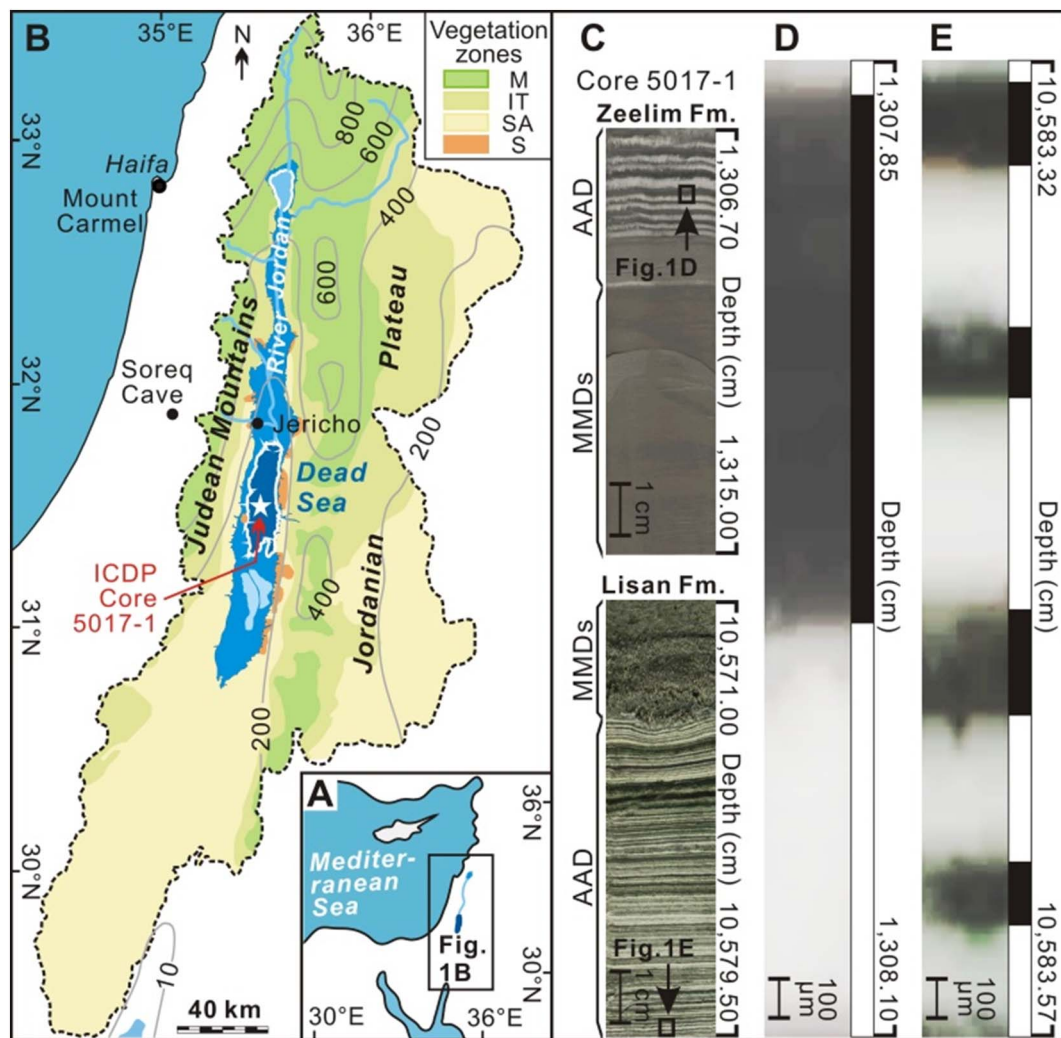 B
35°E
36°E
N
Vegetation
zones
M
IT
SA
S
33°N
32°N
31°N
30°N
Haifa
Mount
Carmel
Soreq
Cave
Judean Mountains
River Jordan
Jericho
Dead
Sea
Jordanian
Plateau
ICDP
Core
5017-1
800
600
400
600
200
400
200
10
40 km
A
Mediter-
ranean
Sea
Fig.
1B
36°N
30°N
30°E
36°E
C
Core 5017-1
Zeelim Fm.
AAD
MMDs
Fig.1D
1 cm
1,306.70 Depth (cm) 1,315.00
Lisan Fm.
MMDs
AAD
Fig.1E
1 cm
10,571.00 Depth (cm) 10,579.50
D
1,307.85
Depth (cm)
1,308.10
100
µm
E
10,583.32
Depth (cm)
10,583.57
100
µm